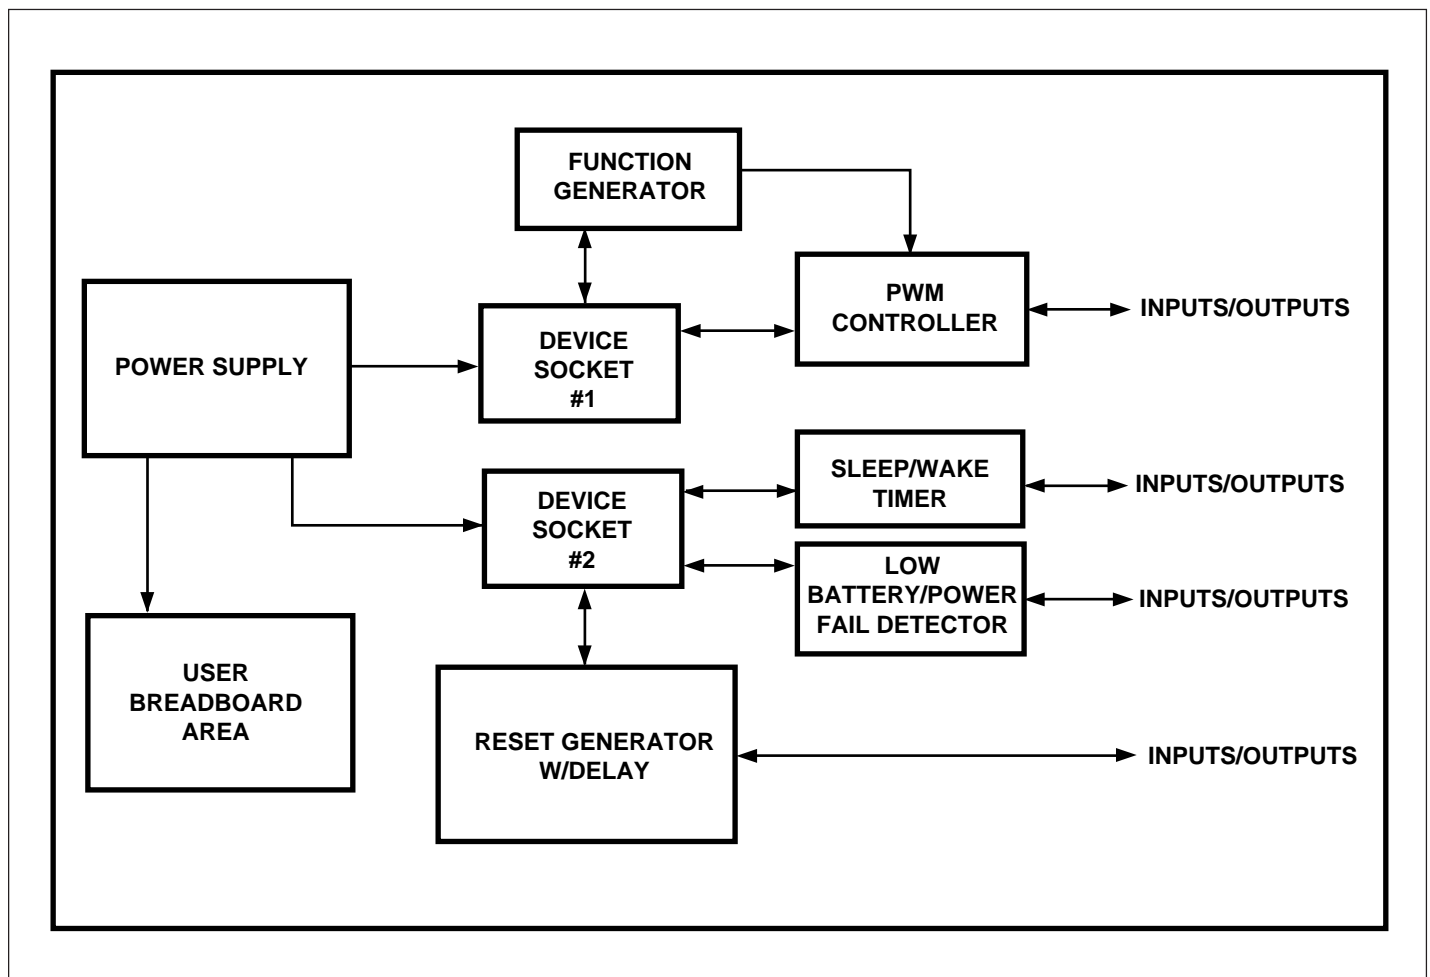 FUNCTION
GENERATOR
PWM
CONTROLLER
INPUTS/OUTPUTS
POWER SUPPLY
DEVICE
SOCKET
#1
SLEEP/WAKE
TIMER
INPUTS/OUTPUTS
DEVICE
SOCKET
#2
LOW
BATTERY/POWER
FAIL DETECTOR
INPUTS/OUTPUTS
USER
BREADBOARD
AREA
RESET GENERATOR
W/DELAY
INPUTS/OUTPUTS